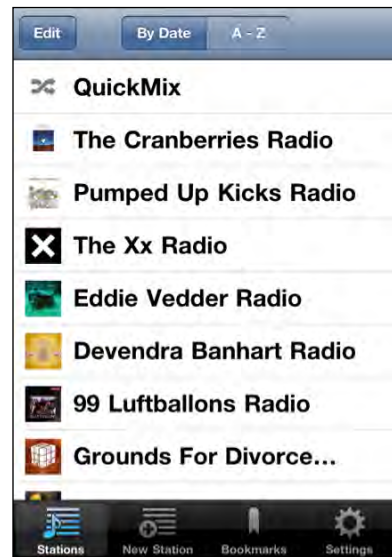 Edit By Date A - Z
QuickMix
The Cranberries Radio
Pumped Up Kicks Radio
The Xx Radio
Eddie Vedder Radio
Devendra Banhart Radio
99 Luftballons Radio
Grounds For Divorce...
Stations New Station Bookmarks Settings